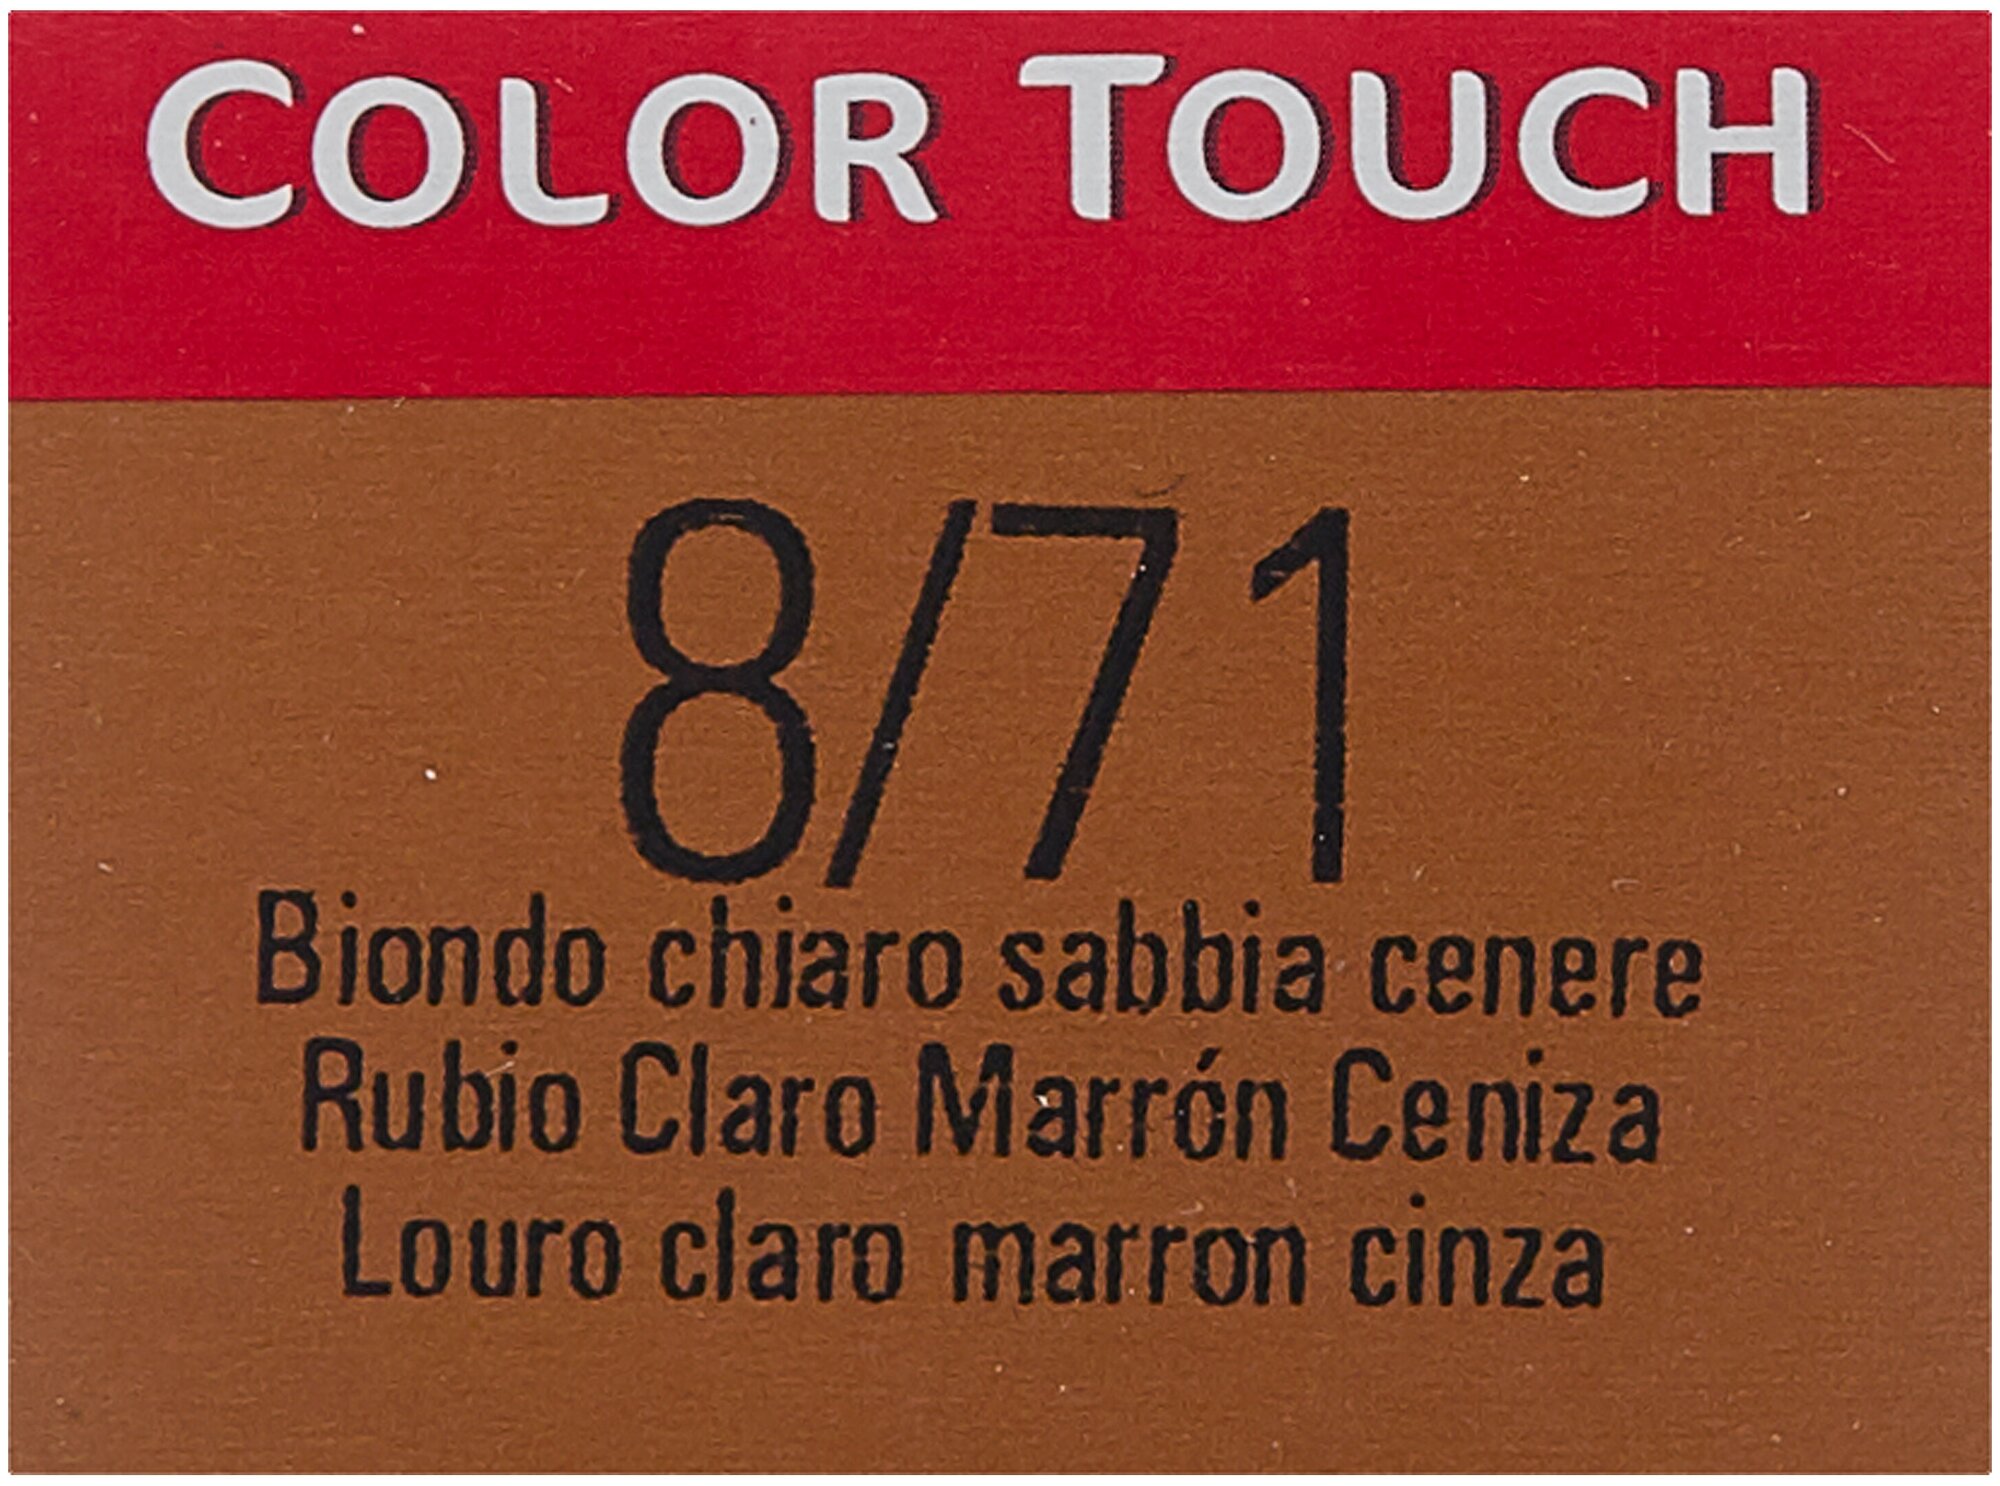 COLOR TOUCH
8/71
Biondo chiaro sabbia cenere
Rubio Claro Marrón Ceniza
Louro claro marron cinza